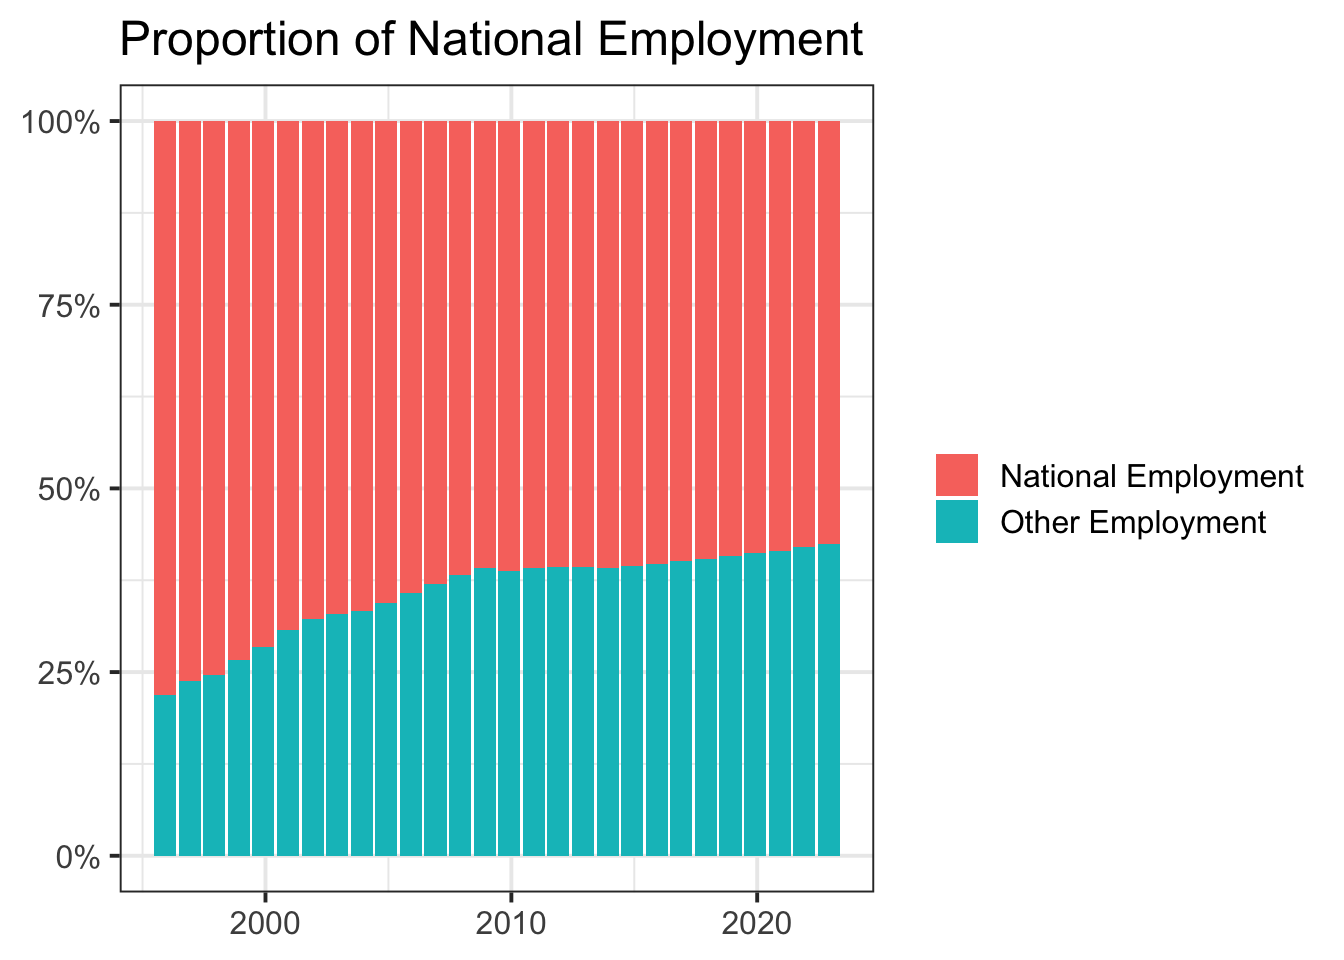 Proportion of National Employment
100%
75%
50%
25%
0%
2000 2010 2020
National Employment
Other Employment